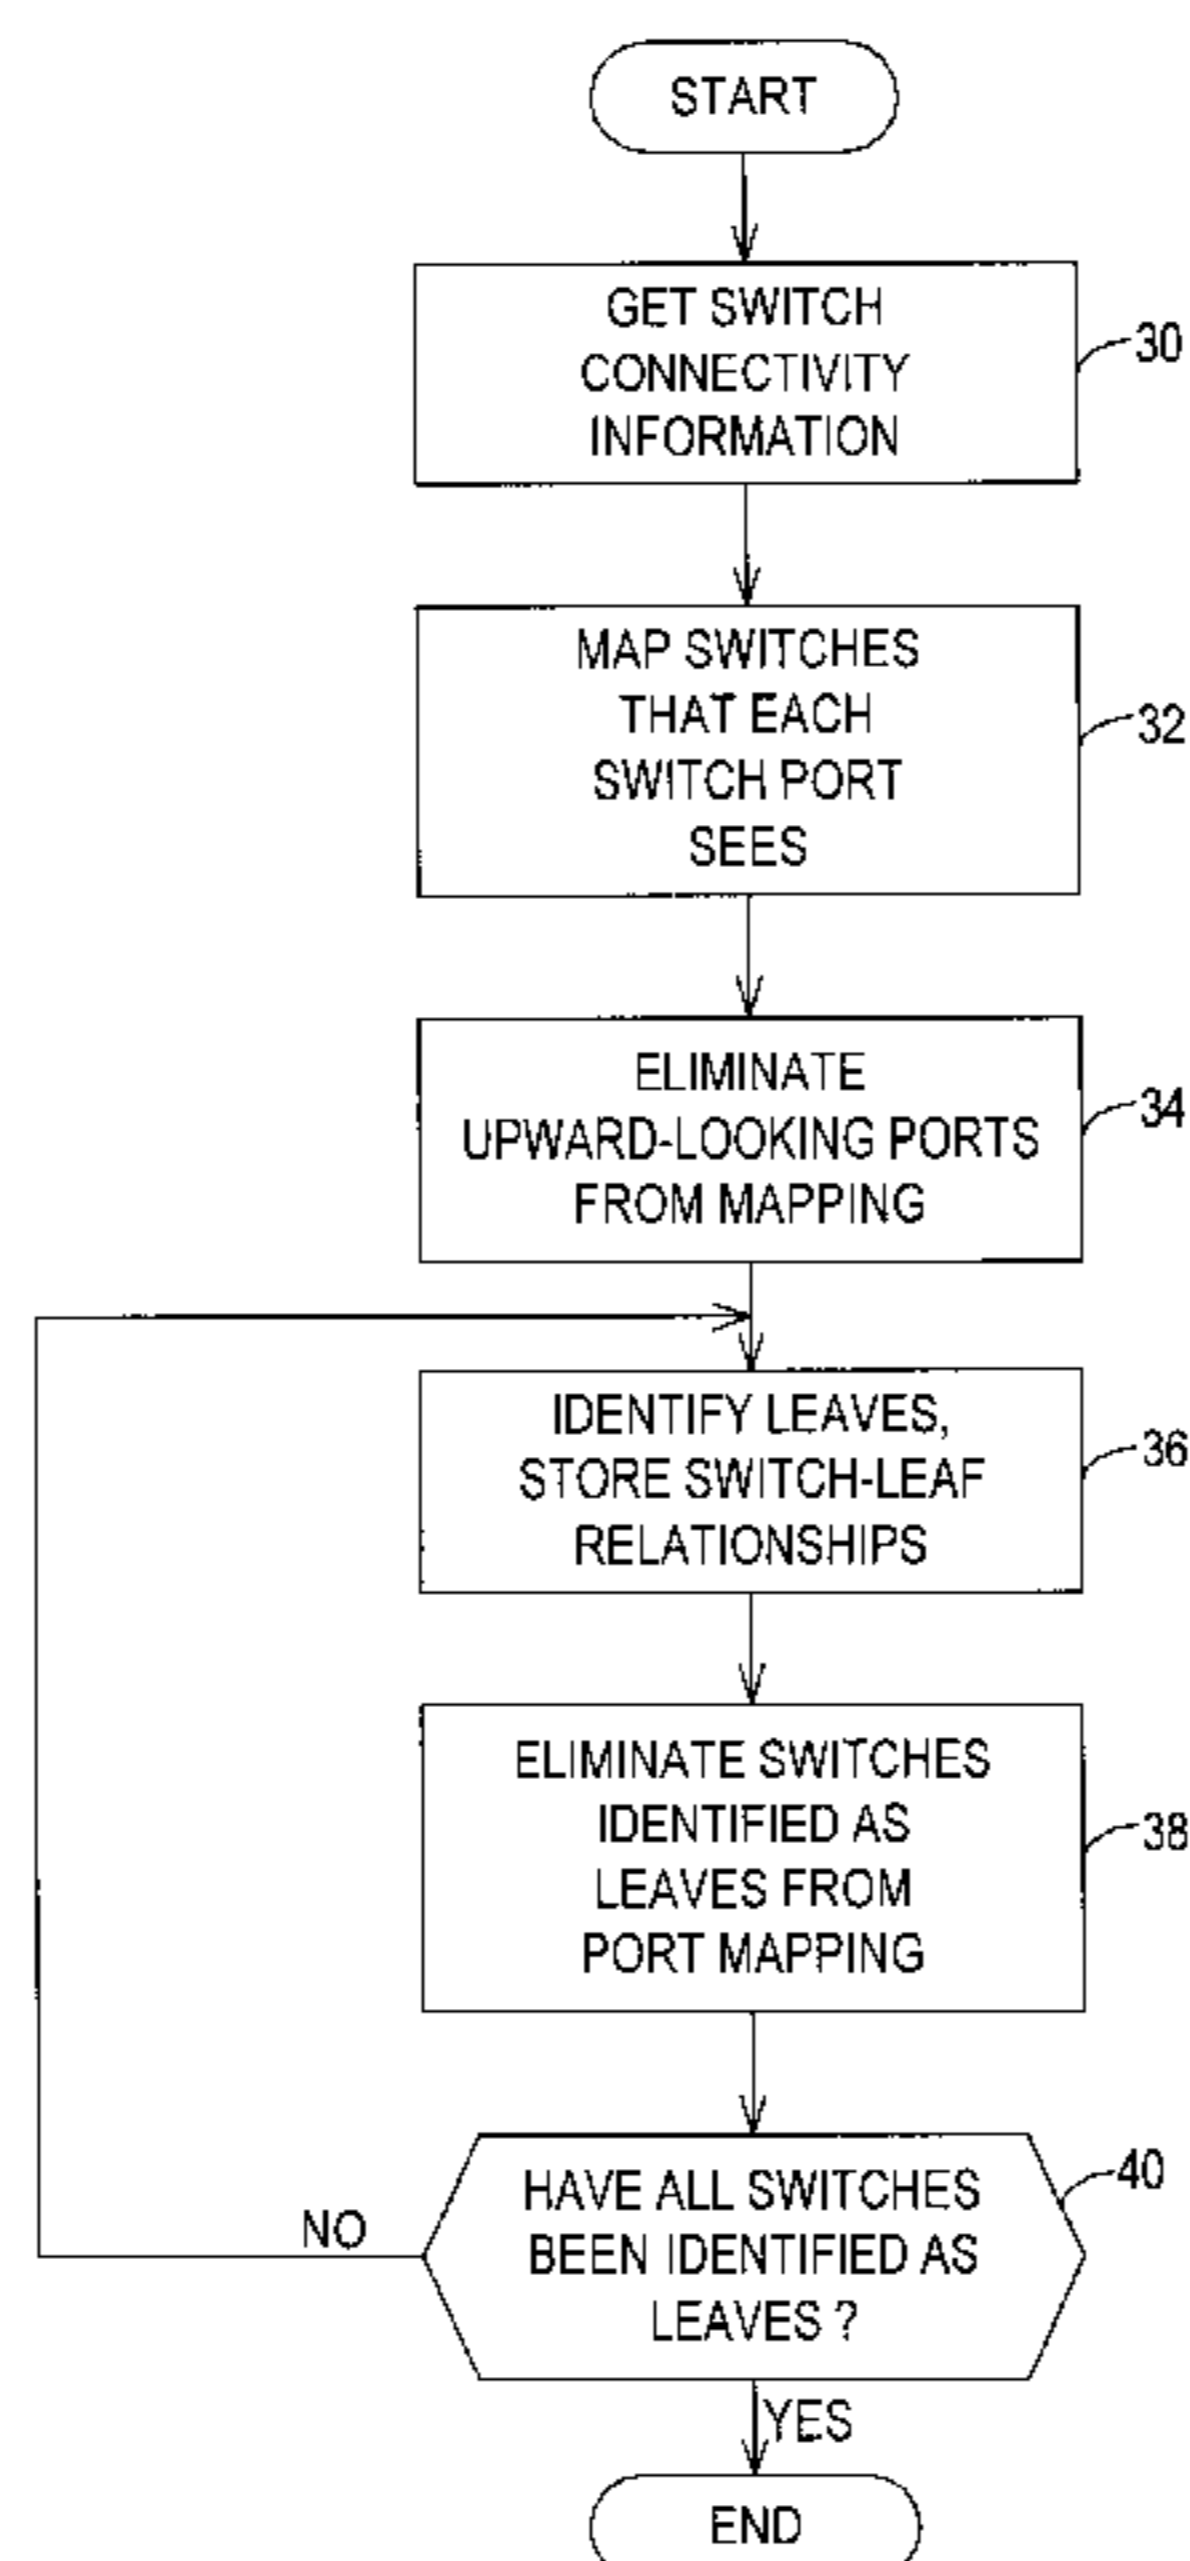 START
GET SWITCH
CONNECTIVITY
INFORMATION
30
MAP SWITCHES
THAT EACH
SWITCH PORT
SEES
32
ELIMINATE
UPWARD-LOOKING PORTS
FROM MAPPING
34
IDENTIFY LEAVES,
STORE SWITCH-LEAF
RELATIONSHIPS
36
ELIMINATE SWITCHES
IDENTIFIED AS
LEAVES FROM
PORT MAPPING
38
HAVE ALL SWITCHES
BEEN IDENTIFIED AS
LEAVES ?
40
NO
YES
END